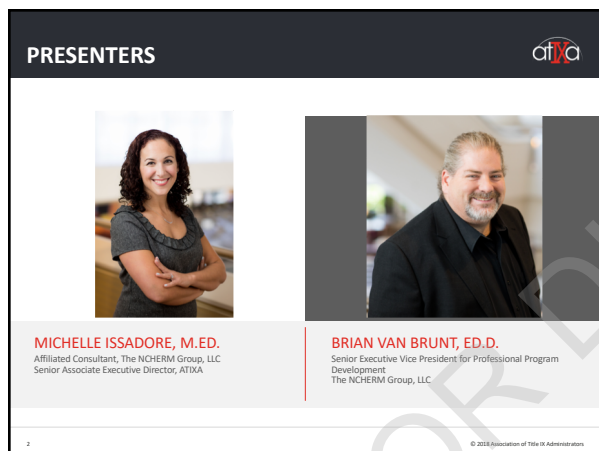 PRESENTERS
atIXa
MICHELLE ISSADORE, M.ED.
Affiliated Consultant, The NCHERM Group, LLC
Senior Associate Executive Director, ATIXA
BRIAN VAN BRUNT, ED.D.
Senior Executive Vice President for Professional Program
Development
The NCHERM Group, LLC
2
© 2018 Association of Title IX Administrators